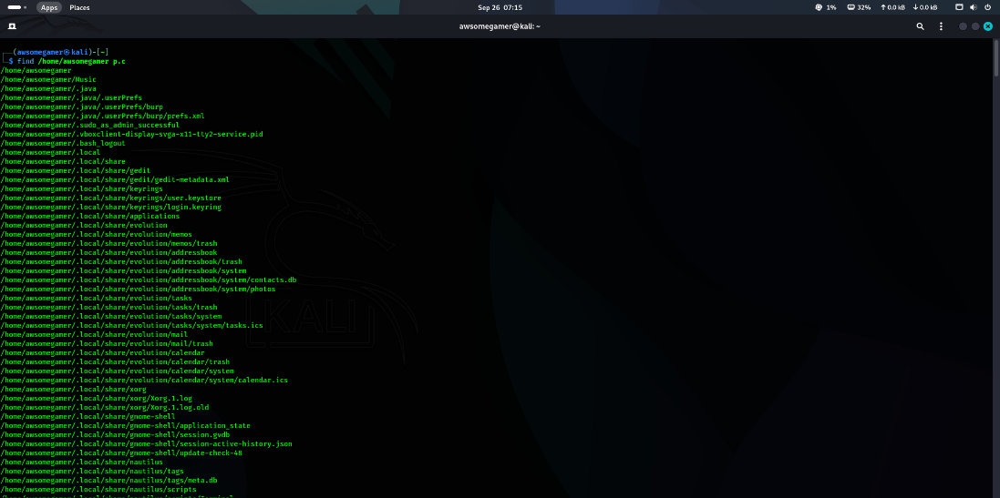 Apps Places Sep 26 07:15 1% 32% ↑ 0.0 kB ↓ 0.0 kB
awsomegamer@kali: ~
┌──(awsomegamer㉿kali)-[~]
└─$ find /home/awsomegamer p.c
/home/awsomegamer
/home/awsomegamer/Music
/home/awsomegamer/.java
/home/awsomegamer/.java/.userPrefs
/home/awsomegamer/.java/.userPrefs/burp
/home/awsomegamer/.java/.userPrefs/burp/prefs.xml
/home/awsomegamer/.sudo_as_admin_successful
/home/awsomegamer/.vboxclient-display-svga-x11-tty2-service.pid
/home/awsomegamer/.bash_logout
/home/awsomegamer/.local
/home/awsomegamer/.local/share
/home/awsomegamer/.local/share/gedit
/home/awsomegamer/.local/share/gedit/gedit-metadata.xml
/home/awsomegamer/.local/share/keyrings
/home/awsomegamer/.local/share/keyrings/user.keystore
/home/awsomegamer/.local/share/keyrings/login.keyring
/home/awsomegamer/.local/share/applications
/home/awsomegamer/.local/share/evolution
/home/awsomegamer/.local/share/evolution/memos
/home/awsomegamer/.local/share/evolution/memos/trash
/home/awsomegamer/.local/share/evolution/addressbook
/home/awsomegamer/.local/share/evolution/addressbook/trash
/home/awsomegamer/.local/share/evolution/addressbook/system
/home/awsomegamer/.local/share/evolution/addressbook/system/contacts.db
/home/awsomegamer/.local/share/evolution/addressbook/system/photos
/home/awsomegamer/.local/share/evolution/tasks
/home/awsomegamer/.local/share/evolution/tasks/trash
/home/awsomegamer/.local/share/evolution/tasks/system
/home/awsomegamer/.local/share/evolution/tasks/system/tasks.ics
/home/awsomegamer/.local/share/evolution/mail
/home/awsomegamer/.local/share/evolution/mail/trash
/home/awsomegamer/.local/share/evolution/calendar
/home/awsomegamer/.local/share/evolution/calendar/trash
/home/awsomegamer/.local/share/evolution/calendar/system
/home/awsomegamer/.local/share/evolution/calendar/system/calendar.ics
/home/awsomegamer/.local/share/xorg
/home/awsomegamer/.local/share/xorg/Xorg.1.log
/home/awsomegamer/.local/share/xorg/Xorg.1.log.old
/home/awsomegamer/.local/share/gnome-shell
/home/awsomegamer/.local/share/gnome-shell/application_state
/home/awsomegamer/.local/share/gnome-shell/session.gvdb
/home/awsomegamer/.local/share/gnome-shell/session-active-history.json
/home/awsomegamer/.local/share/gnome-shell/update-check-48
/home/awsomegamer/.local/share/nautilus
/home/awsomegamer/.local/share/nautilus/tags
/home/awsomegamer/.local/share/nautilus/tags/meta.db
/home/awsomegamer/.local/share/nautilus/scripts
/home/awsomegamer/.local/share/nautilus/scripts/Terminal
KALI